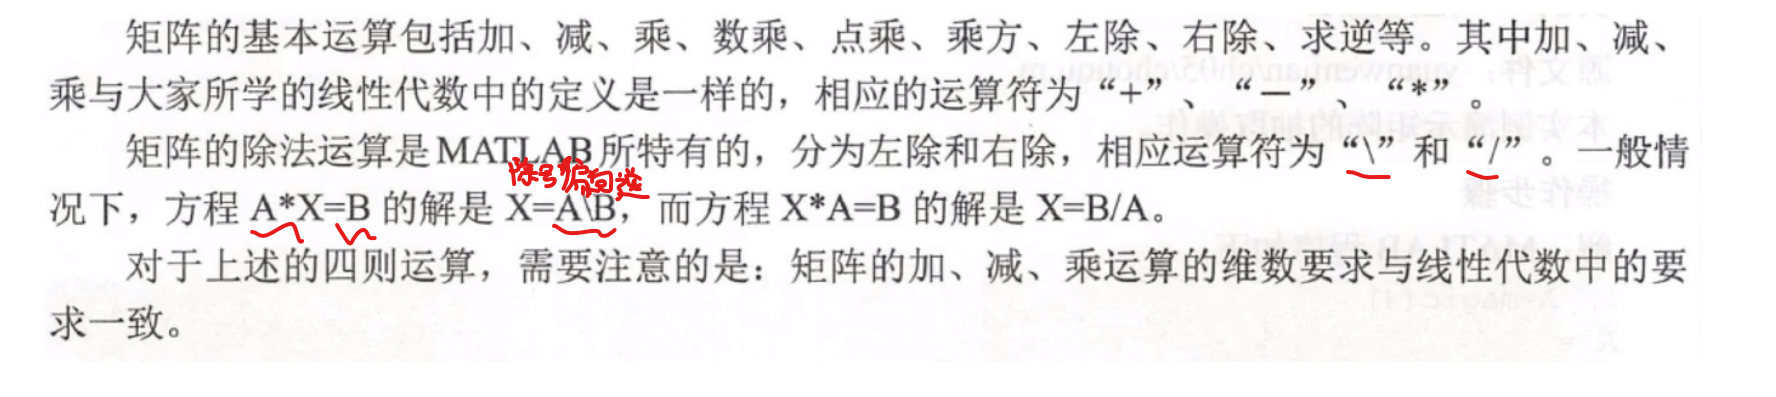 矩阵的基本运算包括加、减、乘、数乘、点乘、乘方、左除、右除、求逆等。其中加、减、
乘与大家所学的线性代数中的定义是一样的，相应的运算符为“+”、“－”、“*”。
矩阵的除法运算是MATLAB所特有的，分为左除和右除，相应运算符为“\”和“/”。一般情
除号偏向选
况下，方程 A*X=B 的解是 X=A\B，而方程 X*A=B 的解是 X=B/A。
对于上述的四则运算，需要注意的是：矩阵的加、减、乘运算的维数要求与线性代数中的要
求一致。